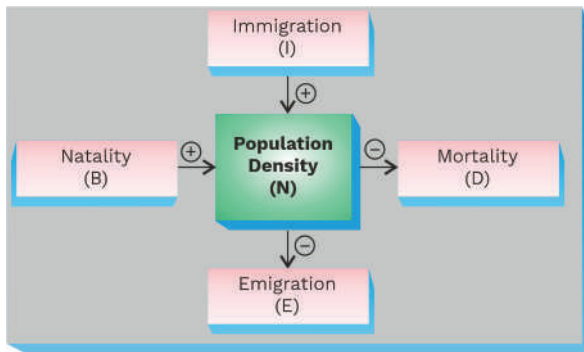 Immigration
(I)
+
Natality
(B)
+
Population
Density
(N)
−
Mortality
(D)
−
Emigration
(E)